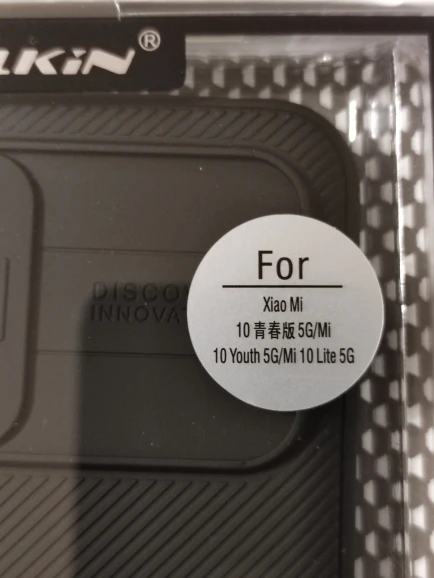 LKiN®
DISCO
INNOVA
For
Xiao Mi
10 青春版 5G/Mi
10 Youth 5G/Mi 10 Lite 5G